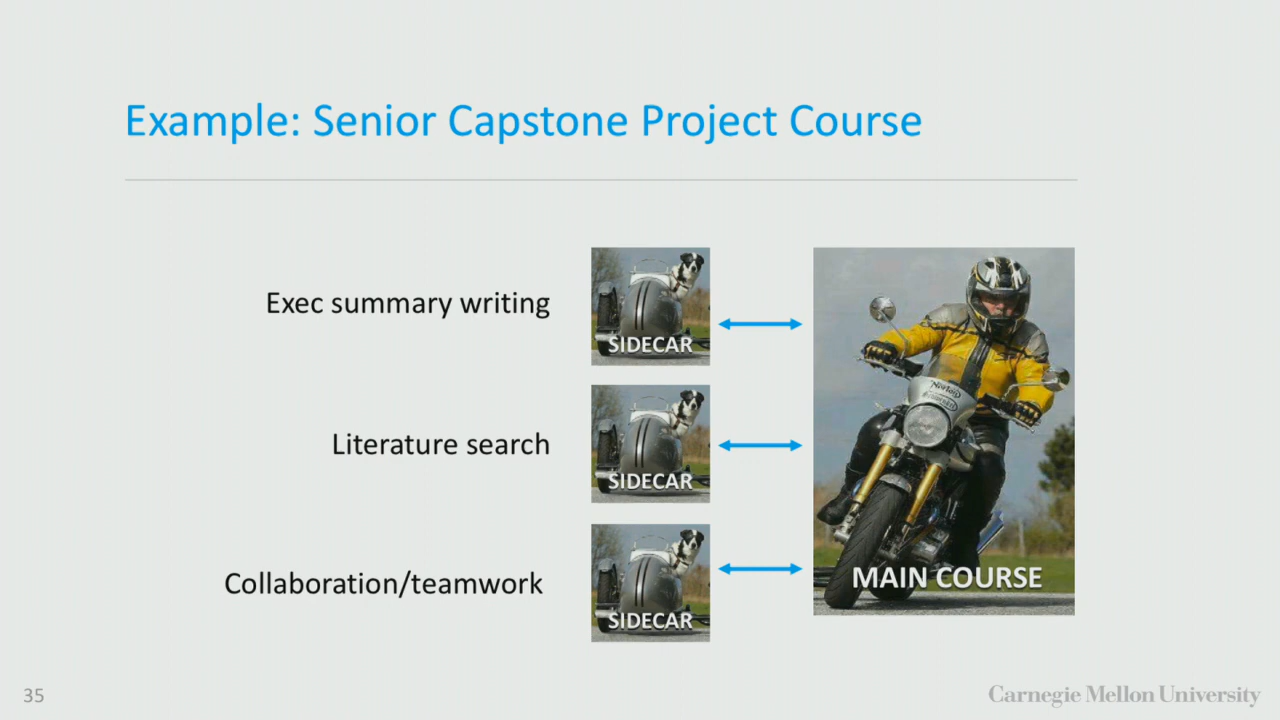 Example: Senior Capstone Project Course
Exec summary writing
SIDECAR
Literature search
SIDECAR
Collaboration/teamwork
SIDECAR
Norton
MAIN COURSE
35
Carnegie Mellon University